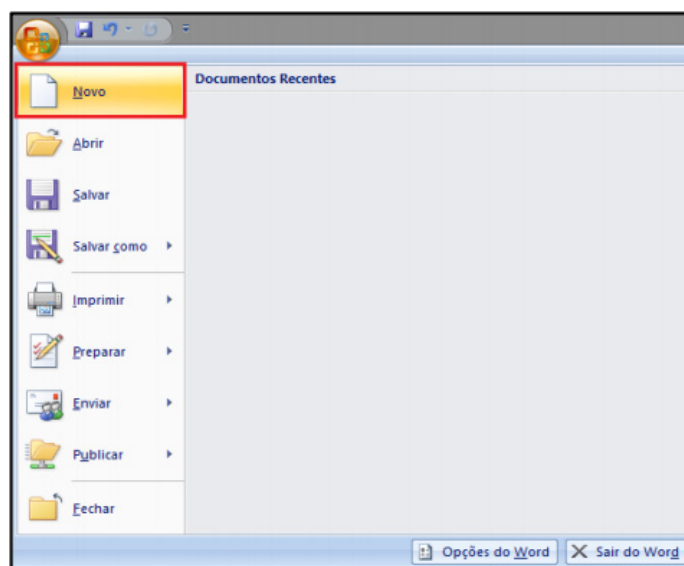 Documentos Recentes
Novo
Abrir
Salvar
Salvar como
Imprimir
Preparar
Enviar
Publicar
Fechar
Opções do Word
Sair do Word